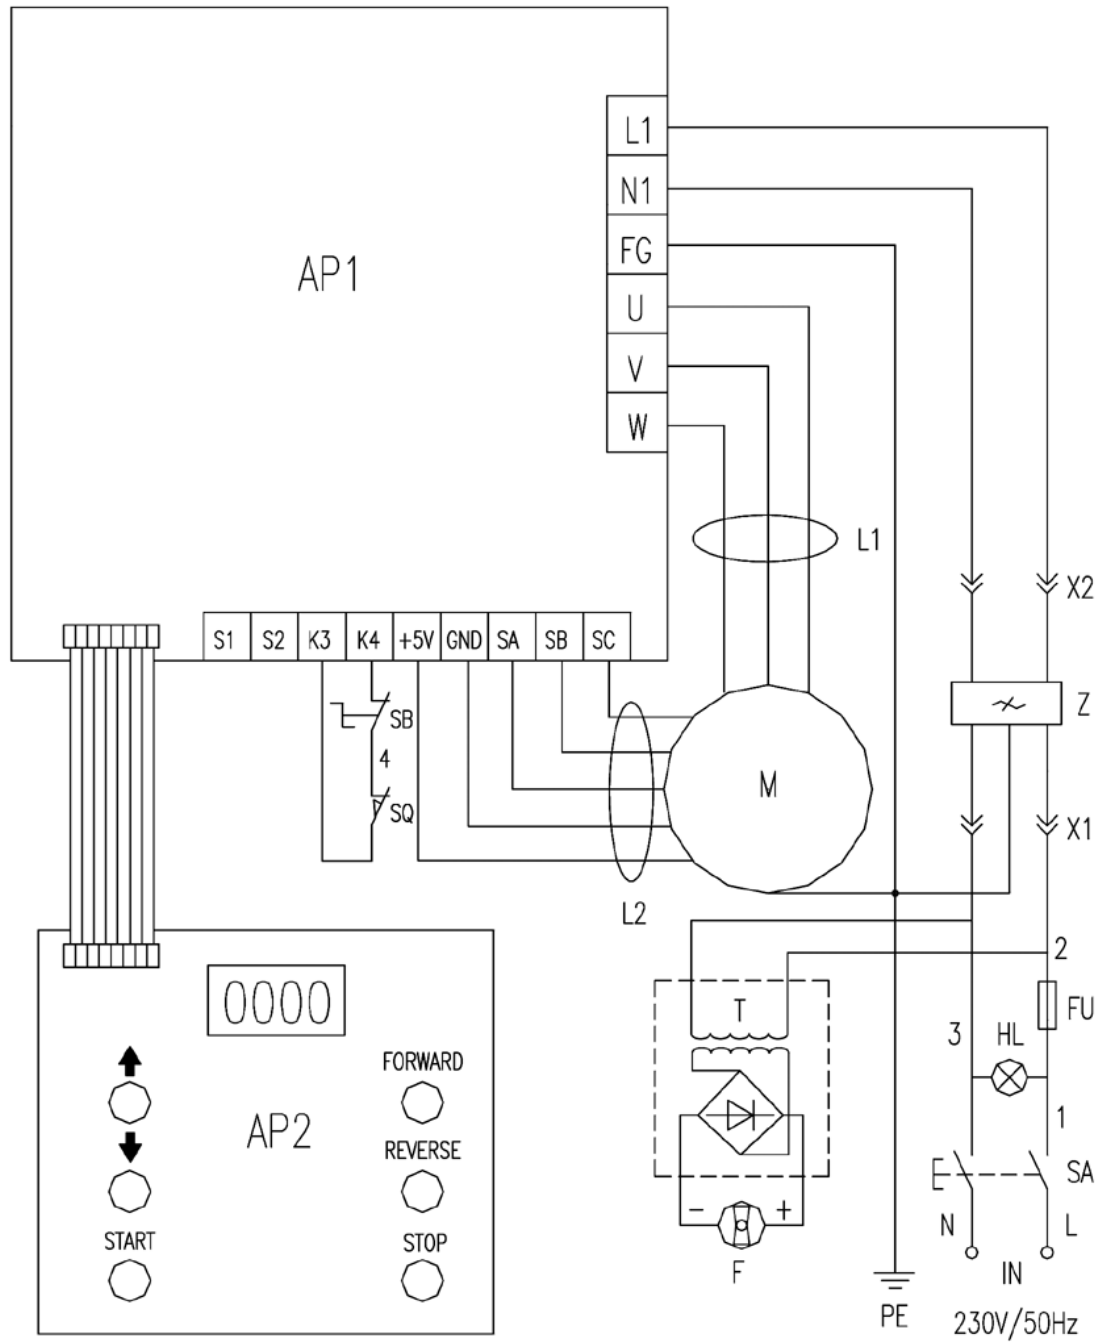 L1
N1
FG
AP1
U
V
W
L1
X2
S1 S2 K3 K4 +5V GND SA SB SC
Z
SB
4
M
SQ
X1
L2
2
0000
T
FU
3 HL
FORWARD
AP2
1
REVERSE
SA
- +
N L
START STOP
F
IN
PE
230V/50Hz